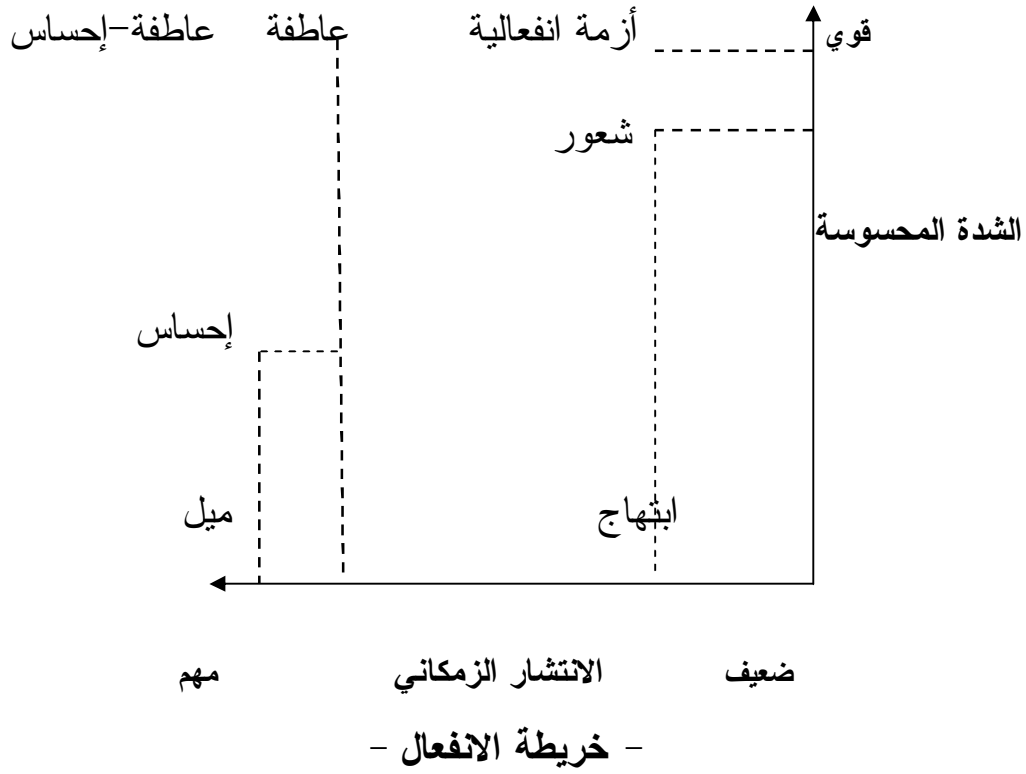 قوي أزمة انفعالية عاطفة عاطفة-إحساس
شعور
الشدة المحسوسة
إحساس
ابتهاج ميل
ضعيف الانتشار الزمكاني مهم
- خريطة الانفعال -